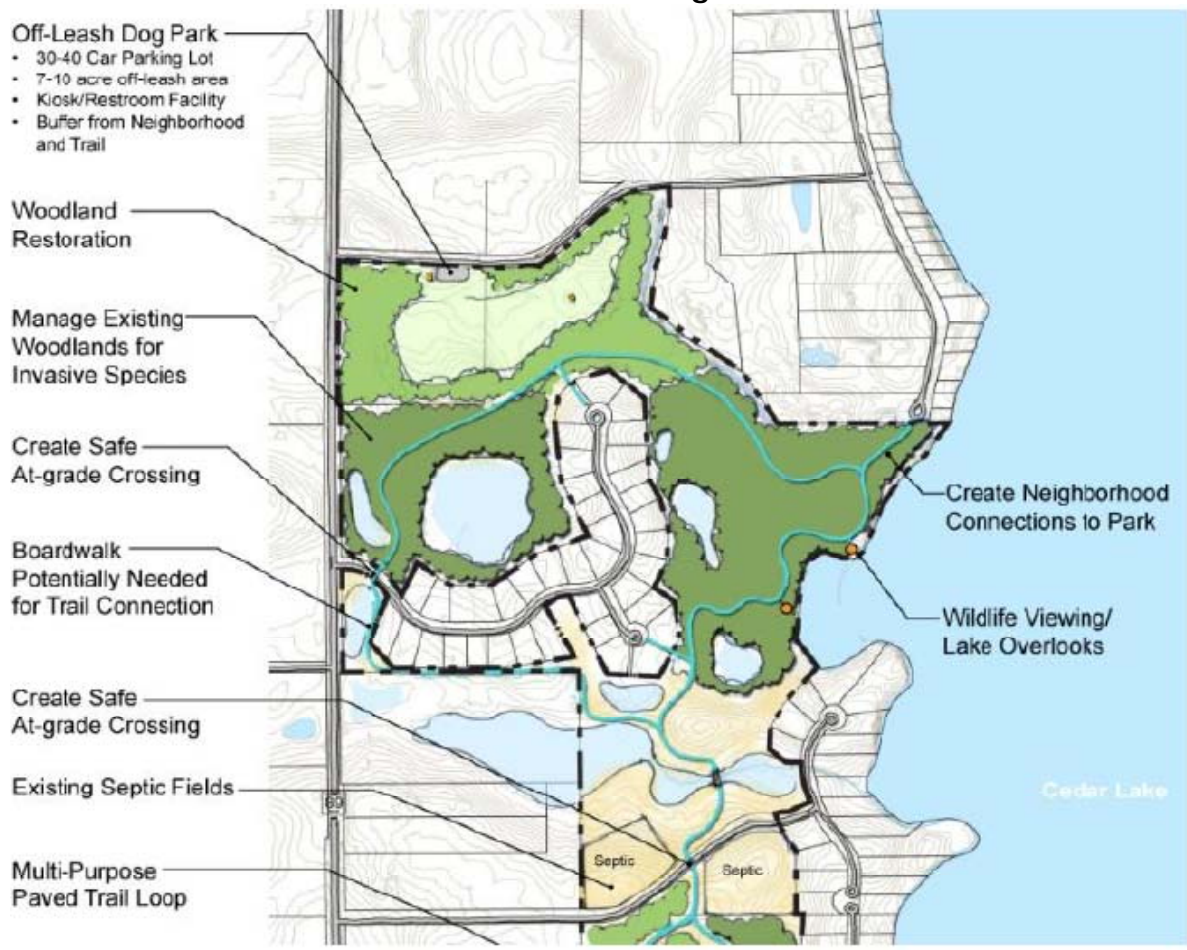 Off-Leash Dog Park
• 30-40 Car Parking Lot
• 7-10 acre off-leash area
• Kiosk/Restroom Facility
• Buffer from Neighborhood
and Trail
Woodland
Restoration
Manage Existing
Woodlands for
Invasive Species
Create Safe
At-grade Crossing
Boardwalk
Potentially Needed
for Trail Connection
Create Safe
At-grade Crossing
Existing Septic Fields
Multi-Purpose
Paved Trail Loop
Create Neighborhood
Connections to Park
Wildlife Viewing/
Lake Overlooks
Cedar Lake
Septic
Septic